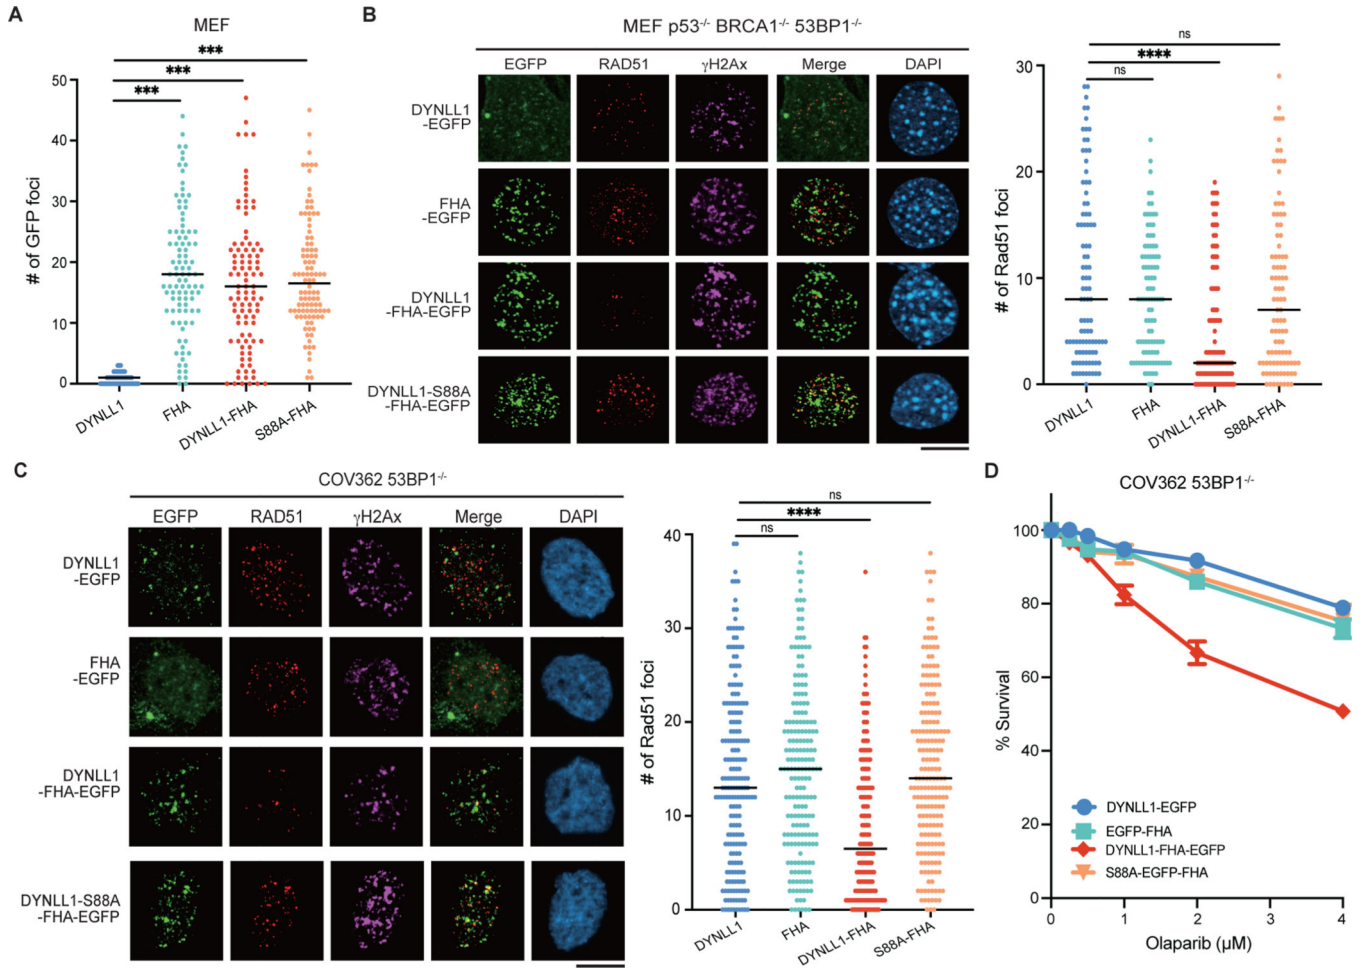 A
MEF
# of GFP foci
50
40
30
20
10
0
***
***
***
DYNLL1
FHA
DYNLL1-FHA
S88A-FHA
B
MEF p53-/- BRCA1-/- 53BP1-/-
EGFP RAD51 γH2Ax Merge DAPI
DYNLL1
-EGFP
FHA
-EGFP
DYNLL1
-FHA-EGFP
DYNLL1-S88A
-FHA-EGFP
# of Rad51 foci
30
20
10
0
ns
****
ns
DYNLL1
FHA
DYNLL1-FHA
S88A-FHA
C
COV362 53BP1-/-
EGFP RAD51 γH2Ax Merge DAPI
DYNLL1
-EGFP
FHA
-EGFP
DYNLL1
-FHA-EGFP
DYNLL1-S88A
-FHA-EGFP
# of Rad51 foci
40
30
20
10
0
ns
****
ns
DYNLL1
FHA
DYNLL1-FHA
S88A-FHA
D
COV362 53BP1-/-
% Survival
100
80
60
40
20
0
DYNLL1-EGFP
EGFP-FHA
DYNLL1-FHA-EGFP
S88A-EGFP-FHA
0 1 2 3 4
Olaparib (µM)